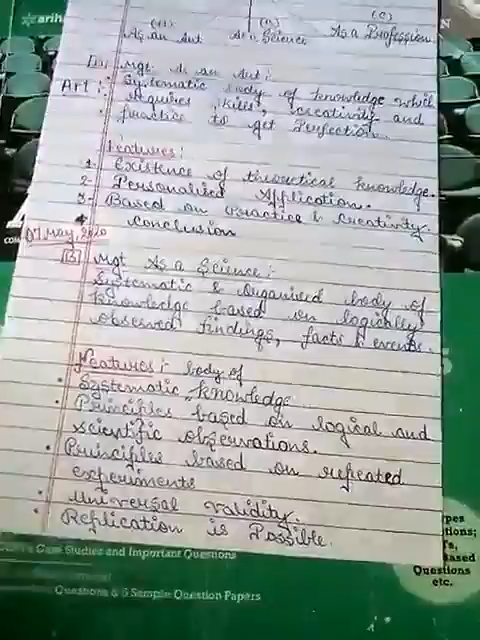 (A) (B) (C)
As an Art As a Science As a Profession
Mgt As an Art :
Art : Systematic body of knowledge which
requires skills, creativity and
practice to get Perfection.
Features :
1- Existence of theoretical knowledge.
2- Personalised Application.
3- Based on Practice & Creativity.
4 Conclusion
07 May, 2020
[B] Mgt As a Science :-
Systematic & Organised body of
knowledge based on logically
observed findings, facts & events.
Features :- body of
• Systematic knowledge
• Principles based on logical and
scientific observations.
• Principles based on repeated
experiments
• Universal validity.
• Replication is Possible.
Case Studies and Important Questions
Questions & 5 Sample Question Papers
ypes
tions;
Based
Questions
etc.
arih